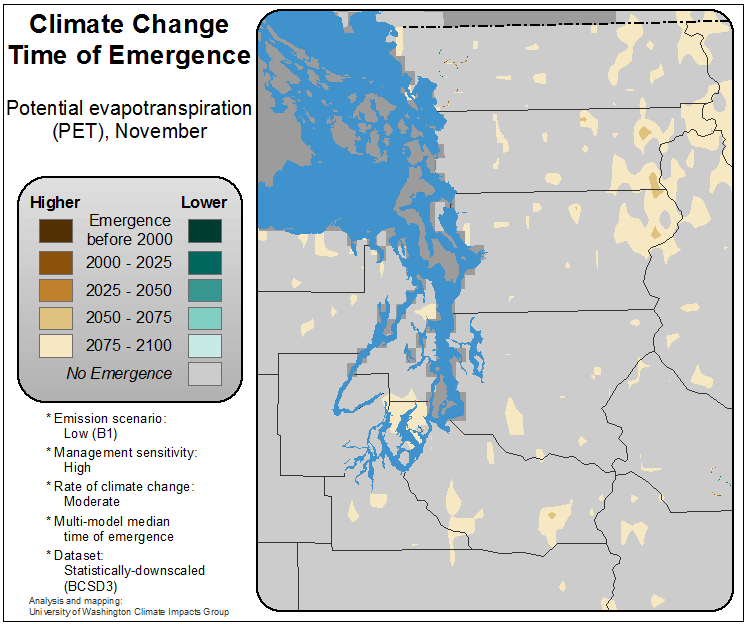 Climate Change
Time of Emergence
Potential evapotranspiration
(PET), November
Higher
Lower
Emergence
before 2000
2000 - 2025
2025 - 2050
2050 - 2075
2075 - 2100
No Emergence
* Emission scenario:
Low (B1)
* Management sensitivity:
High
* Rate of climate change:
Moderate
* Multi-model median
time of emergence
* Dataset:
Statistically-downscaled
(BCSD3)
Analysis and mapping:
University of Washington Climate Impacts Group